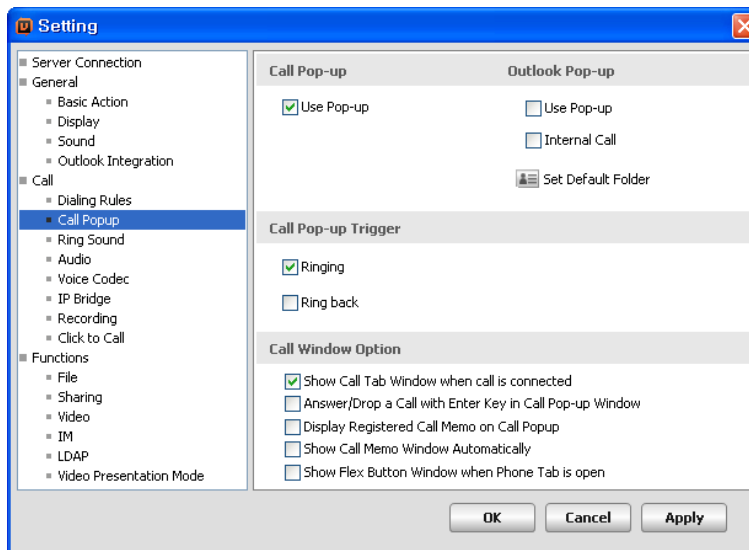 Setting
Server Connection
General
Basic Action
Display
Sound
Outlook Integration
Call
Dialing Rules
Call Popup
Ring Sound
Audio
Voice Codec
IP Bridge
Recording
Click to Call
Functions
File
Sharing
Video
IM
LDAP
Video Presentation Mode
Call Pop-up
Outlook Pop-up
Use Pop-up
Use Pop-up
Internal Call
Set Default Folder
Call Pop-up Trigger
Ringing
Ring back
Call Window Option
Show Call Tab Window when call is connected
Answer/Drop a Call with Enter Key in Call Pop-up Window
Display Registered Call Memo on Call Popup
Show Call Memo Window Automatically
Show Flex Button Window when Phone Tab is open
OK
Cancel
Apply